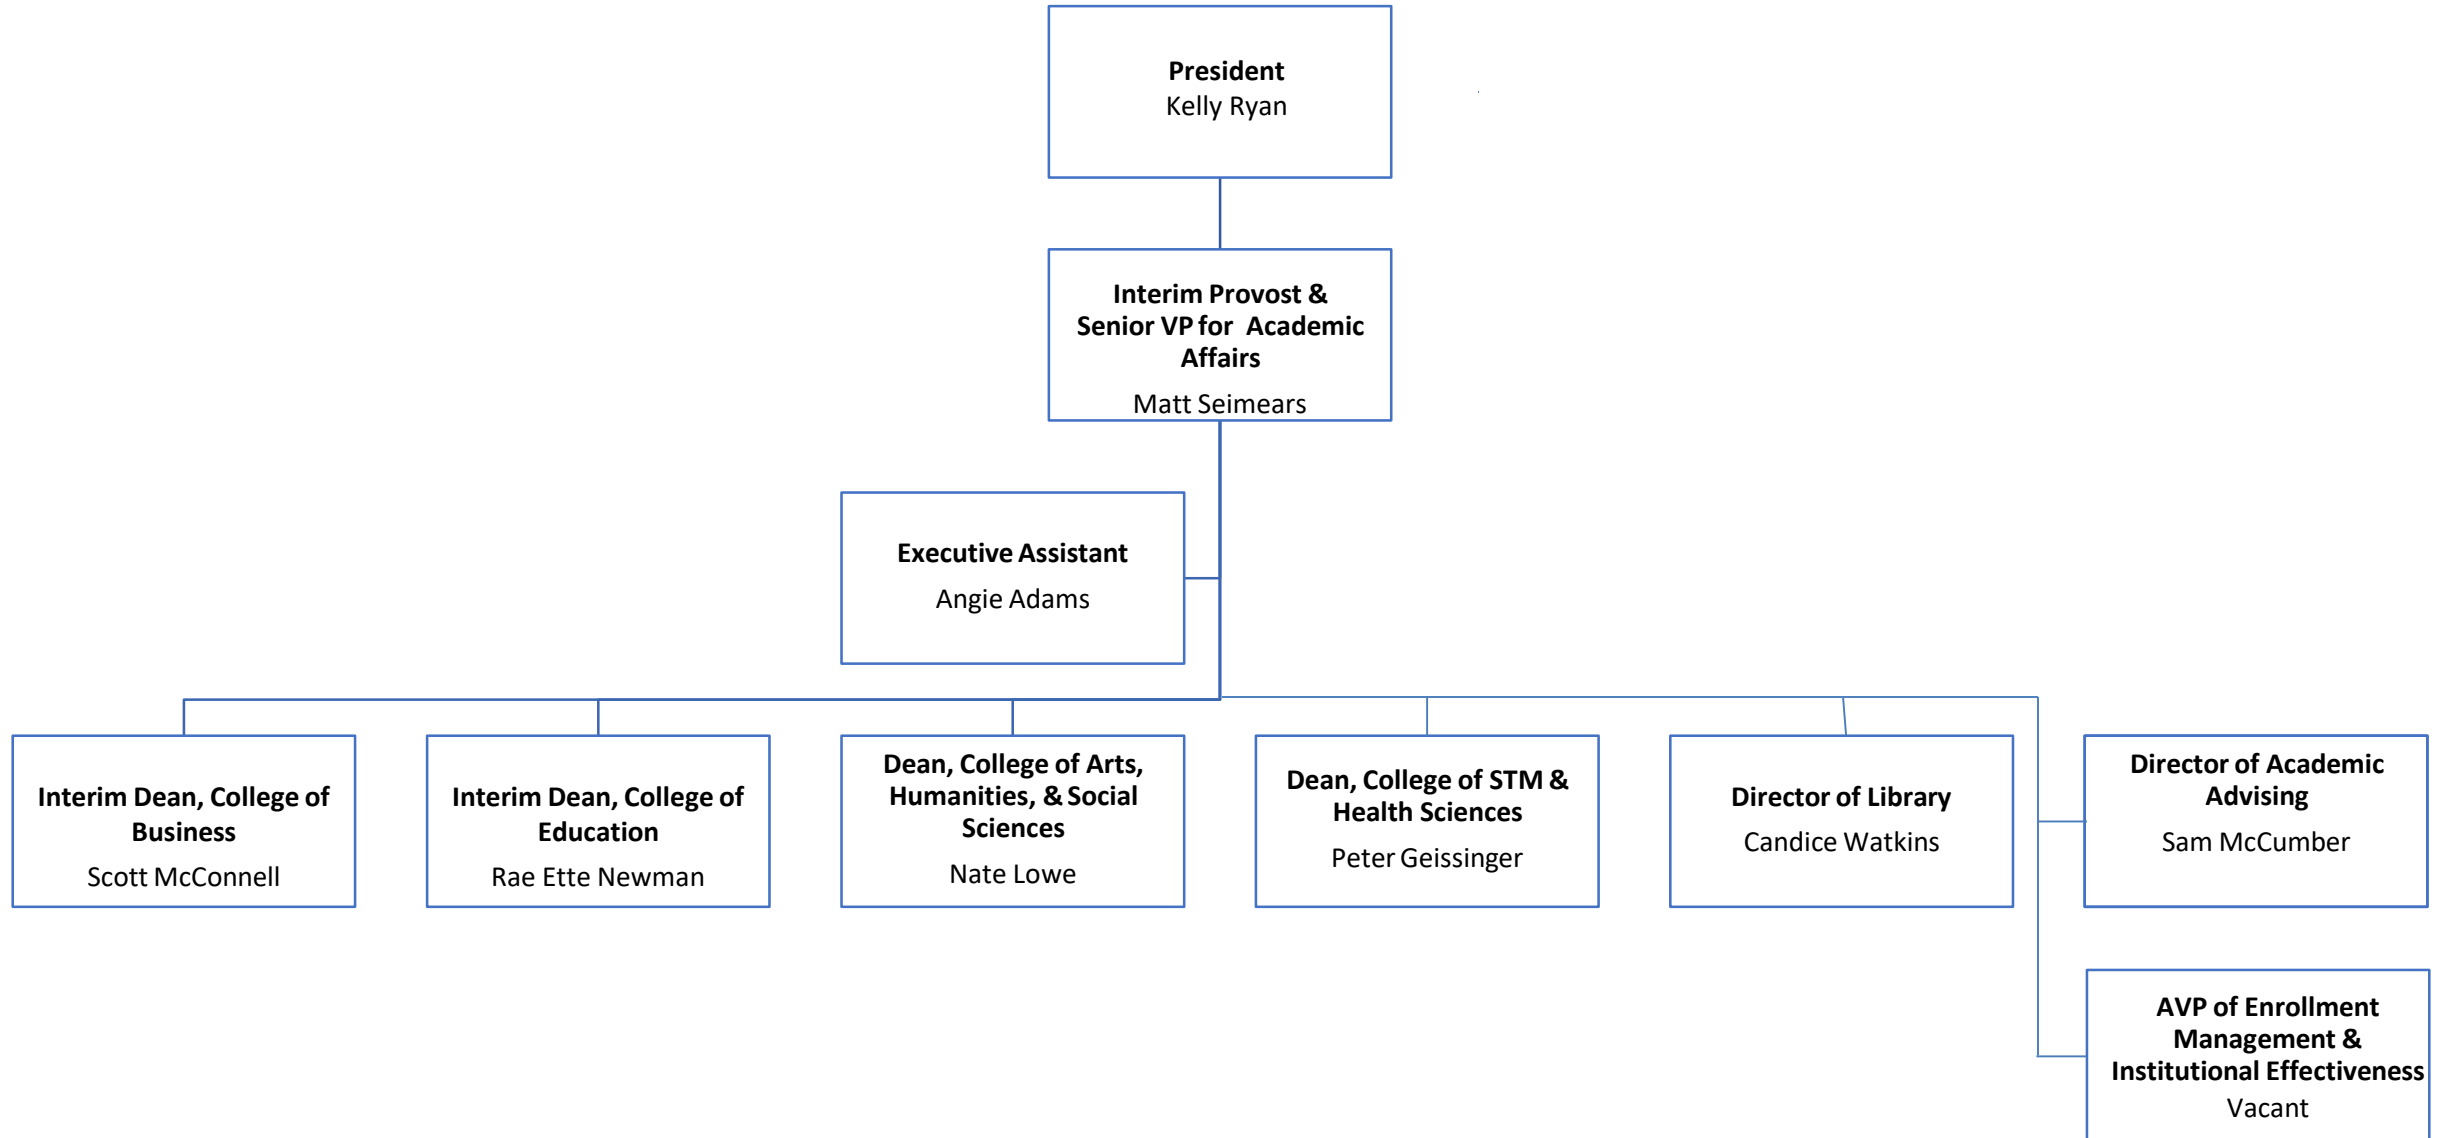 President
Kelly Ryan
Interim Provost &
Senior VP for Academic
Affairs
Matt Seimears
Executive Assistant
Angie Adams
Interim Dean, College of
Business
Scott McConnell
Interim Dean, College of
Education
Rae Ette Newman
Dean, College of Arts,
Humanities, & Social
Sciences
Nate Lowe
Dean, College of STM &
Health Sciences
Peter Geissinger
Director of Library
Candice Watkins
Director of Academic
Advising
Sam McCumber
AVP of Enrollment
Management &
Institutional Effectiveness
Vacant